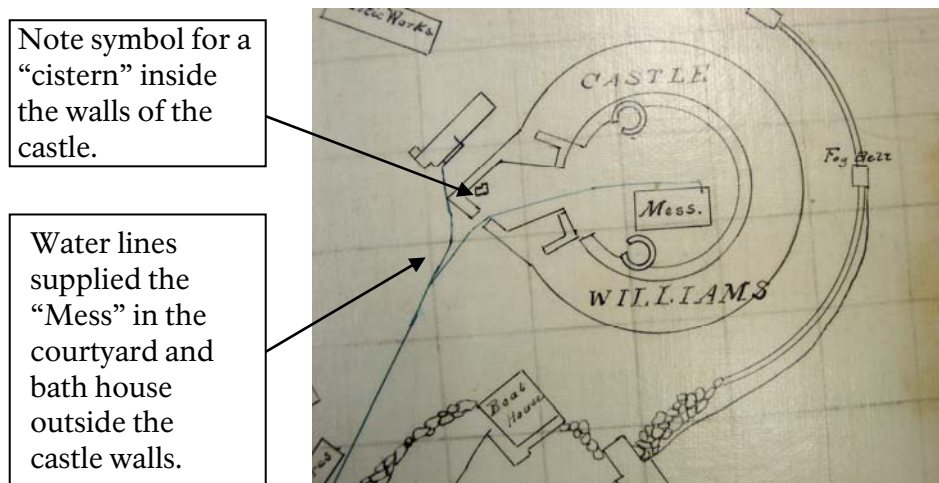 Note symbol for a
“cistern” inside
the walls of the
castle.
Water lines
supplied the
“Mess” in the
courtyard and
bath house
outside the
castle walls.
Works
CASTLE
Fog Bell
Mess.
WILLIAMS
Boat
House